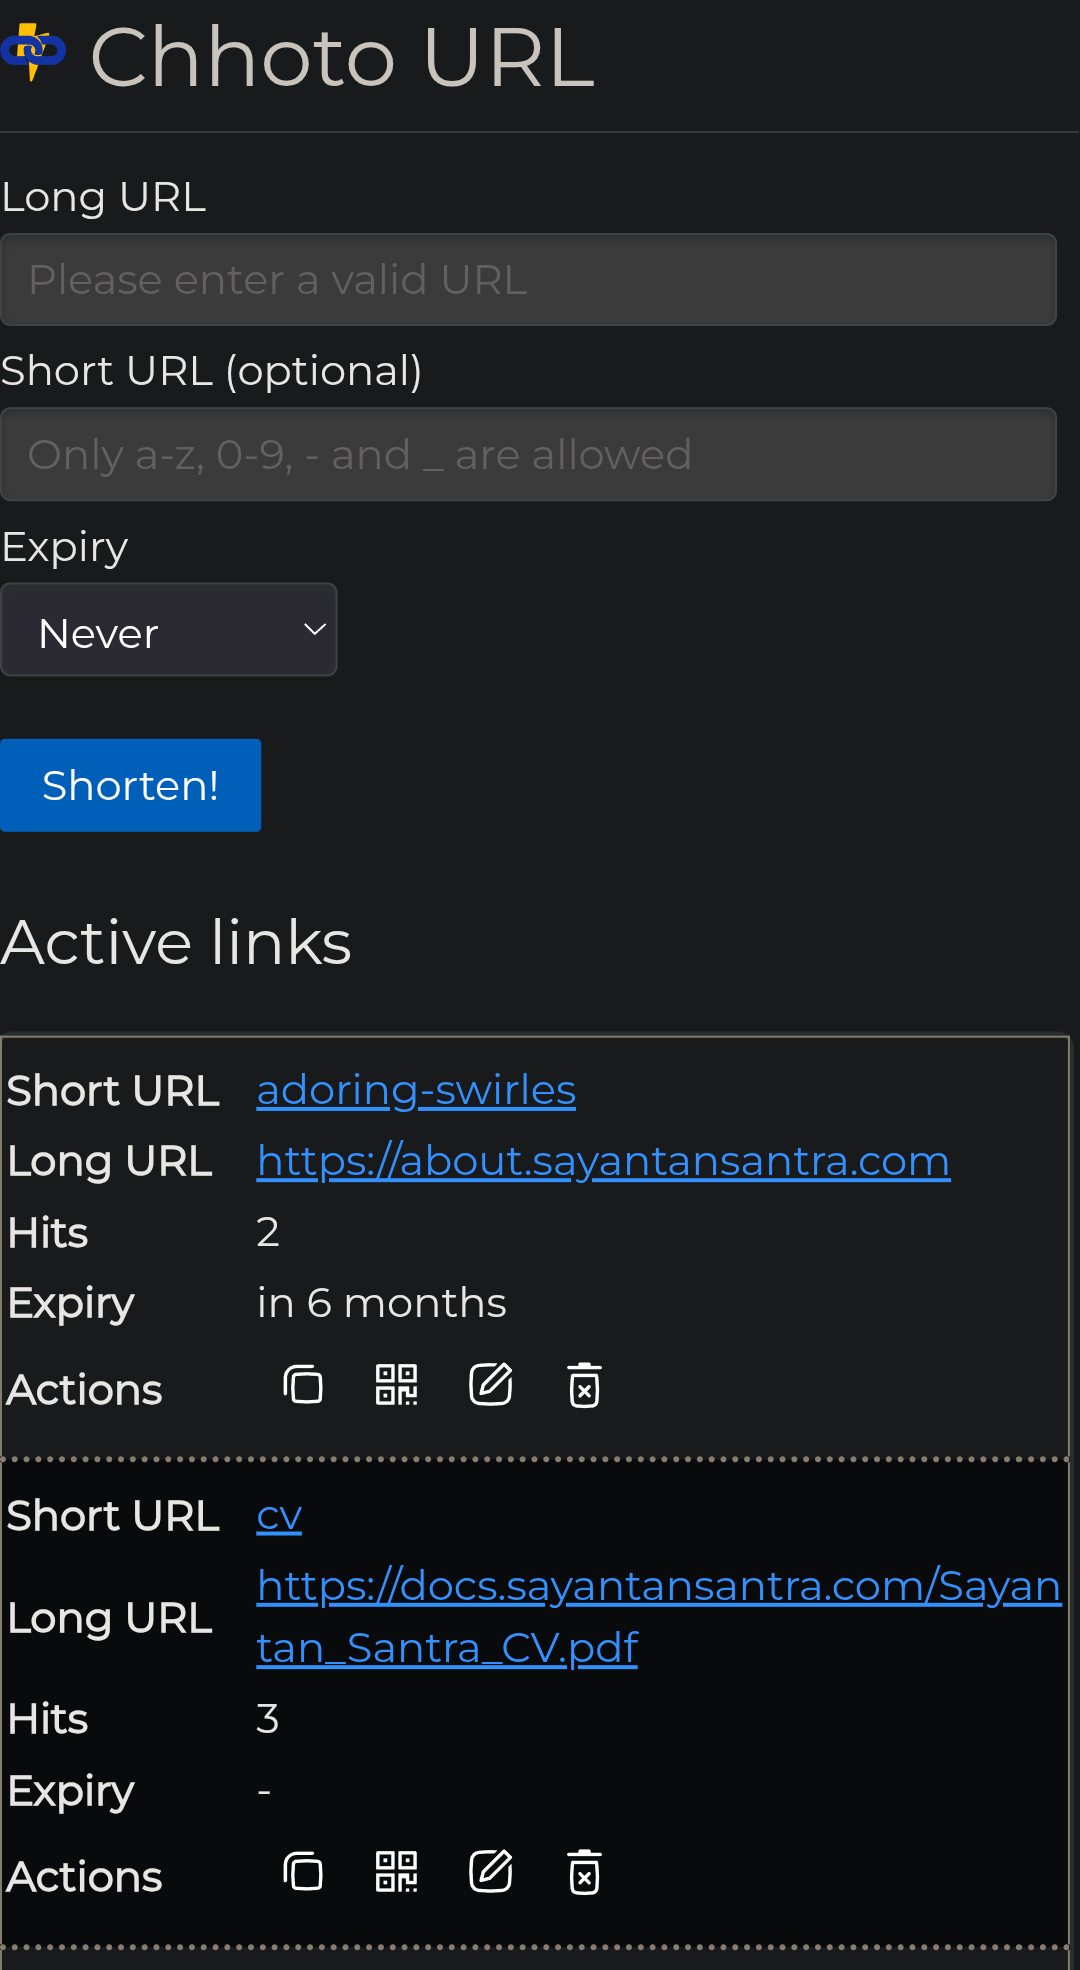 Chhoto URL
Long URL
Please enter a valid URL
Short URL (optional)
Only a-z, 0-9, - and _ are allowed
Expiry
Never
Shorten!
Active links
Short URL adoring-swirles
Long URL https://about.sayantansantra.com
Hits 2
Expiry in 6 months
Actions
Short URL cv
Long URL https://docs.sayantansantra.com/Sayan
tan_Santra_CV.pdf
Hits 3
Expiry -
Actions